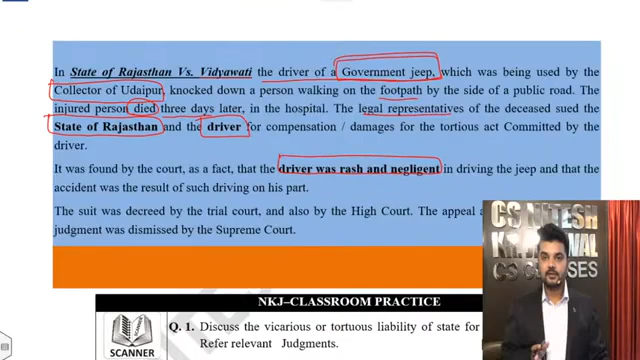 In State of Rajasthan Vs. Vidyawati the driver of a Government jeep, which was being used by the
Collector of Udaipur, knocked down a person walking on the footpath by the side of a public road. The
injured person died three days later, in the hospital. The legal representatives of the deceased sued the
State of Rajasthan and the driver for compensation / damages for the tortious act Committed by the
driver.
It was found by the court, as a fact, that the driver was rash and negligent in driving the jeep and that the
accident was the result of such driving on his part.
The suit was decreed by the trial court, and also by the High Court. The appeal
judgment was dismissed by the Supreme Court.
CS NITESH
KR. JAISWAL
CS CLASSES
NKJ–CLASSROOM PRACTICE
SCANNER
Q. 1. Discuss the vicarious or tortuous liability of state for
Refer relevant Judgments.